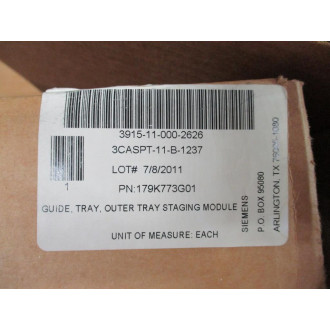 3915-11-000-2626
3CASPT-11-B-1237
LOT# 7/8/2011
1
PN:179K773G01
GUIDE, TRAY, OUTER TRAY STAGING MODULE
UNIT OF MEASURE: EACH
SIEMENS
P.O. BOX 95080
ARLINGTON, TX